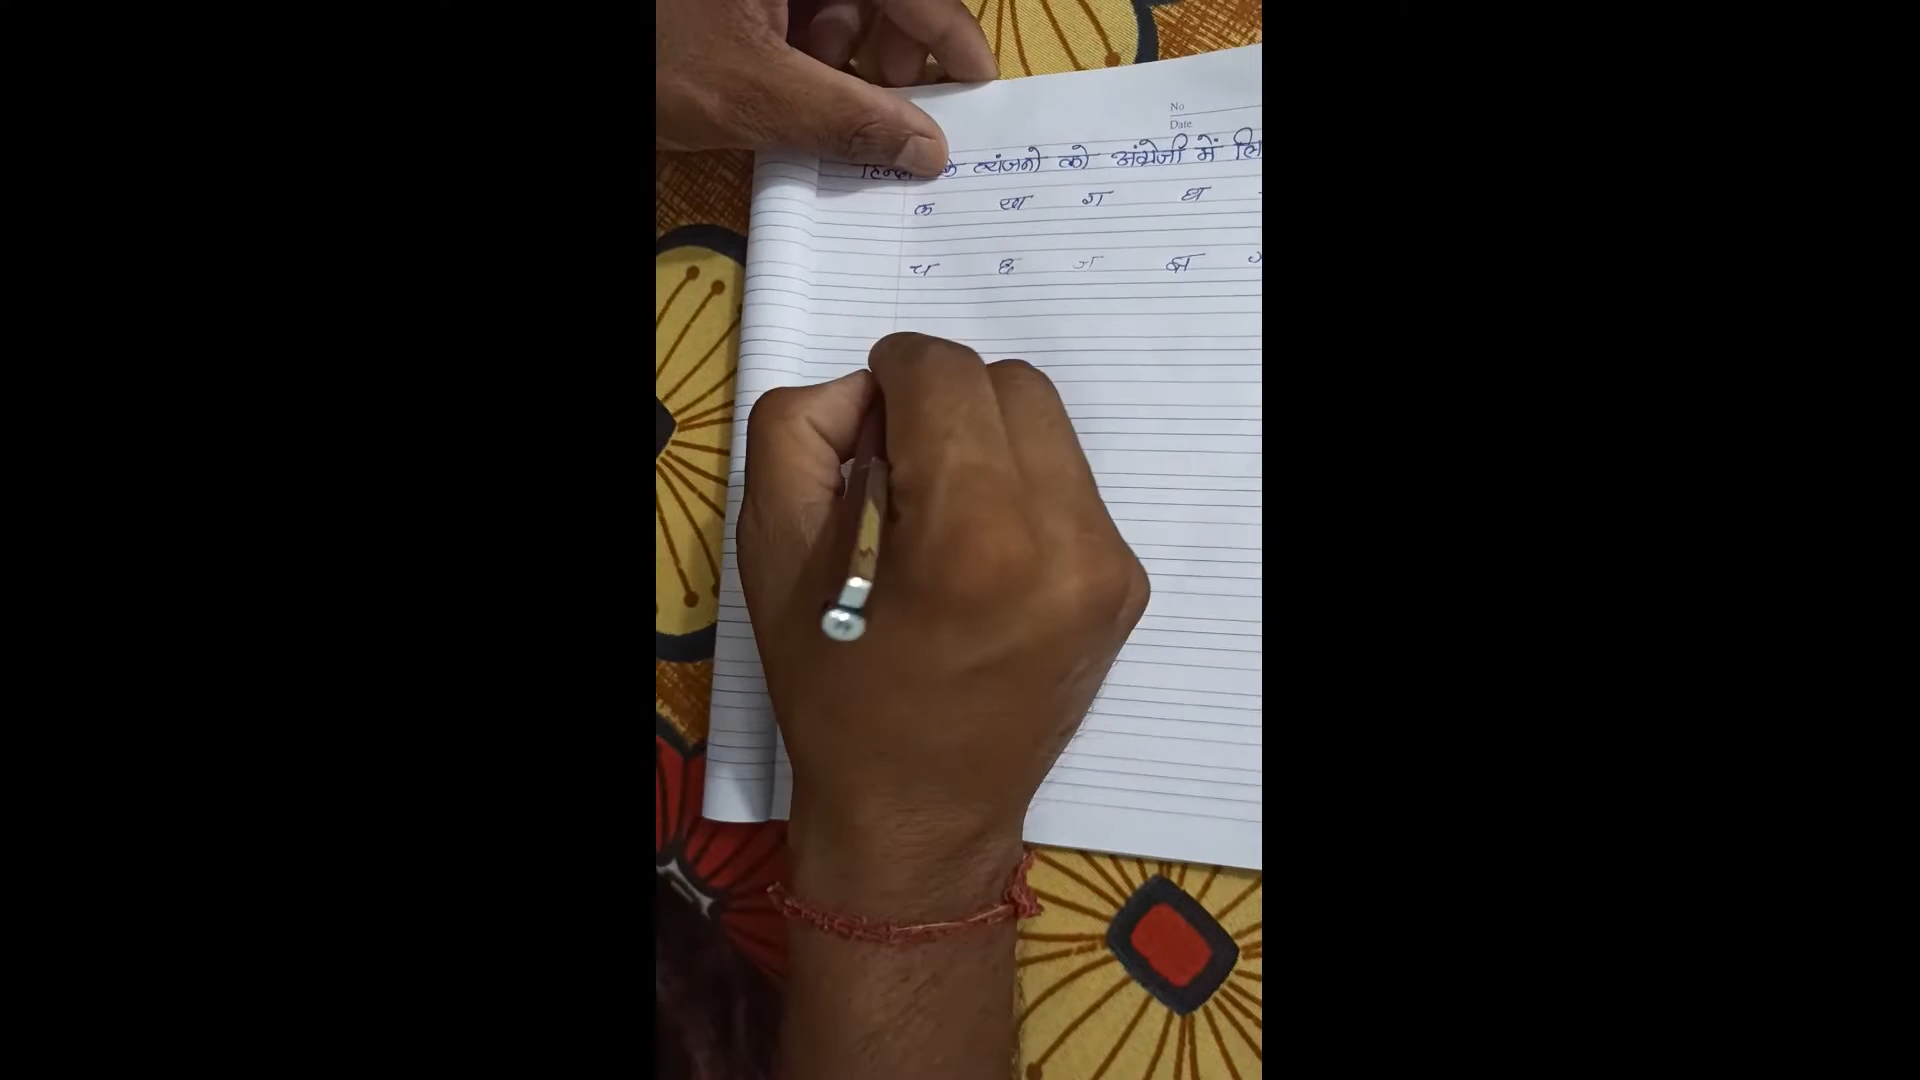 No
Date
के व्यंजनो को अंग्रेजी में
क ख ग घ
च छ ज झ